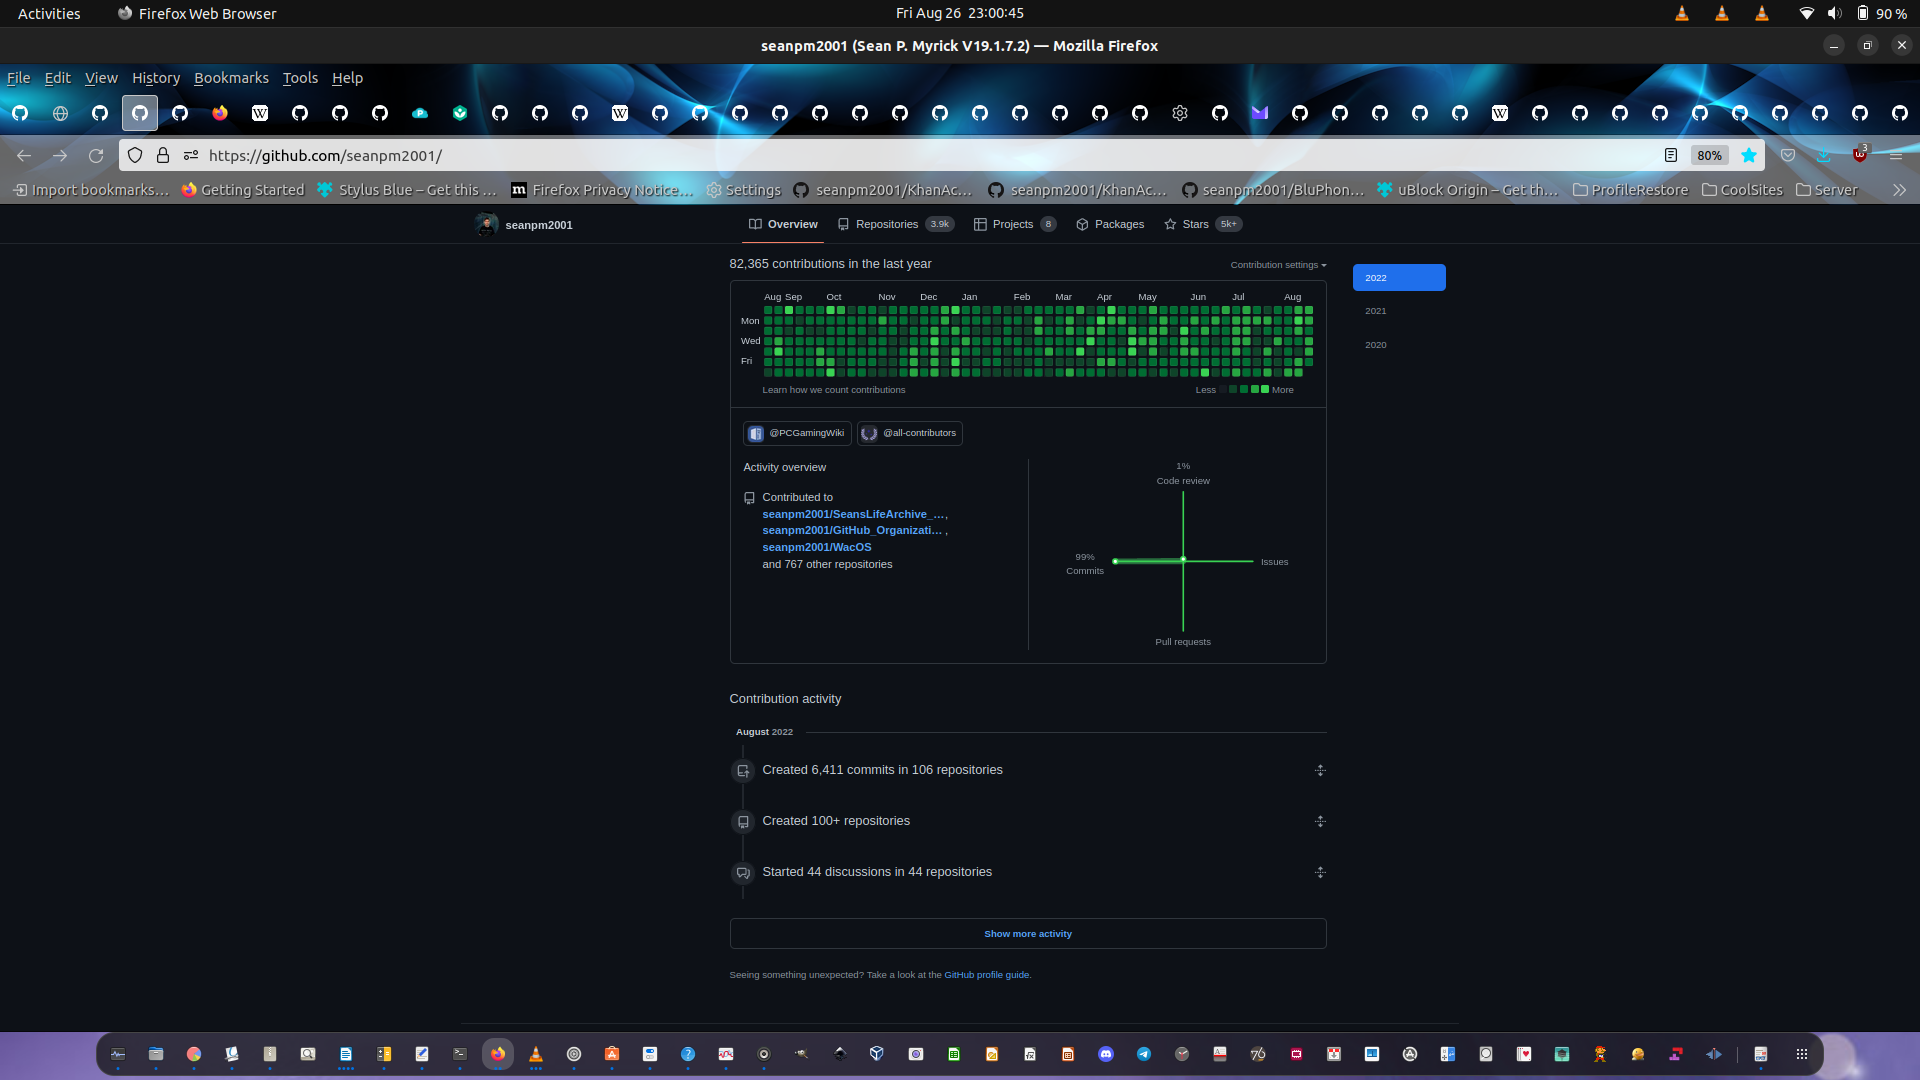 Activities
Firefox Web Browser
Fri Aug 26 23:00:45
90 %
seanpm2001 (Sean P. Myrick V19.1.7.2) — Mozilla Firefox
File Edit View History Bookmarks Tools Help
https://github.com/seanpm2001/
80%
3
Import bookmarks… Getting Started Stylus Blue – Get this … Firefox Privacy Notice… Settings seanpm2001/KhanAc… seanpm2001/KhanAc… seanpm2001/BluPhon… uBlock Origin – Get th… ProfileRestore CoolSites Server
seanpm2001
Overview Repositories 3.9k Projects 8 Packages Stars 5k+
82,365 contributions in the last year
Contribution settings
2022
2021
2020
Aug Sep Oct Nov Dec Jan Feb Mar Apr May Jun Jul Aug
Mon
Wed
Fri
Learn how we count contributions
Less More
@PCGamingWiki @all-contributors
Activity overview
Contributed to
seanpm2001/SeansLifeArchive_…,
seanpm2001/GitHub_Organizati… ,
seanpm2001/WacOS
and 767 other repositories
1%
Code review
99%
Commits
Issues
Pull requests
Contribution activity
August 2022
Created 6,411 commits in 106 repositories
Created 100+ repositories
Started 44 discussions in 44 repositories
Show more activity
Seeing something unexpected? Take a look at the GitHub profile guide.